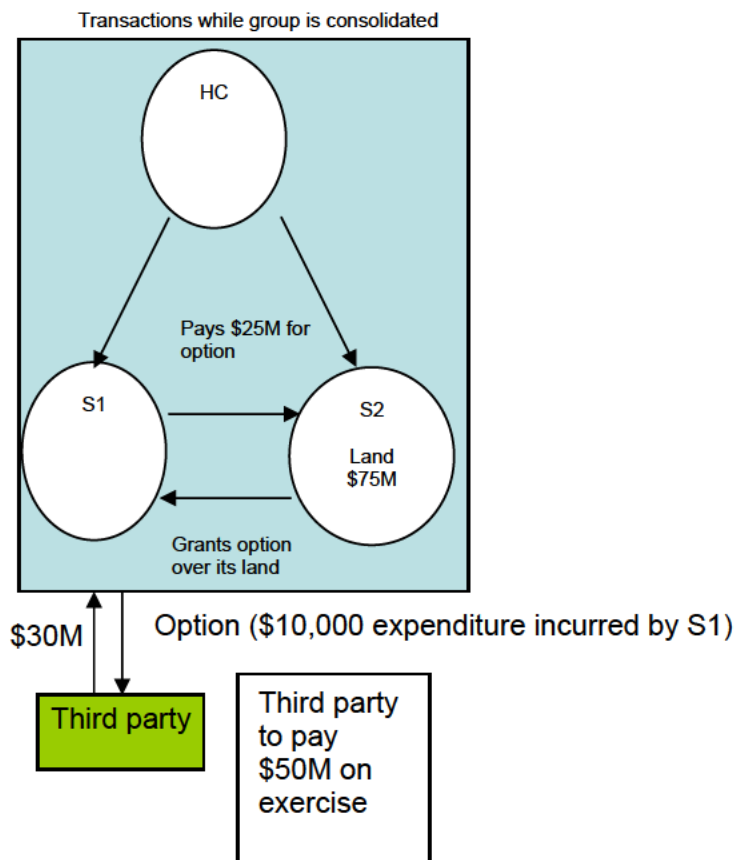 Transactions while group is consolidated
HC
Pays $25M for
option
S1
S2
Land
$75M
Grants option
over its land
$30M
Option ($10,000 expenditure incurred by S1)
Third party
Third party
to pay
$50M on
exercise